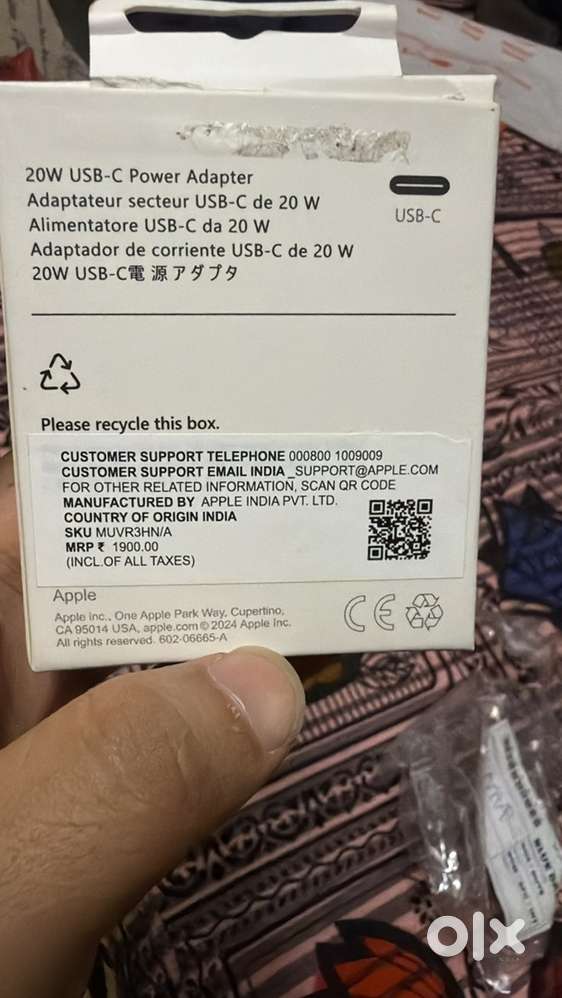 20W USB-C Power Adapter
Adaptateur secteur USB-C de 20 W
Alimentatore USB-C da 20 W
Adaptador de corriente USB-C de 20 W
20W USB-C電 源アダプタ
USB-C
Please recycle this box.
CUSTOMER SUPPORT TELEPHONE 000800 1009009
CUSTOMER SUPPORT EMAIL INDIA_SUPPORT@APPLE.COM
FOR OTHER RELATED INFORMATION, SCAN QR CODE
MANUFACTURED BY APPLE INDIA PVT. LTD.
COUNTRY OF ORIGIN INDIA
SKU MUVR3HN/A
MRP ₹ 1900.00
(INCL.OF ALL TAXES)
Apple
Apple Inc., One Apple Park Way, Cupertino,
CA 95014 USA, apple.com © 2024 Apple Inc.
All rights reserved. 602-06665-A
CE
olx